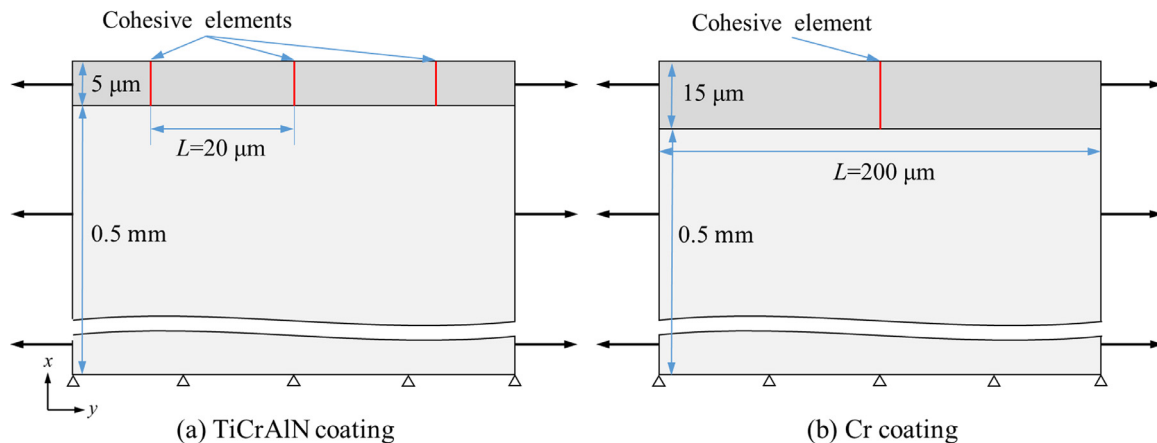 Cohesive elements
5 μm
L=20 μm
0.5 mm
x
y
(a) TiCrAlN coating
Cohesive element
15 μm
L=200 μm
0.5 mm
(b) Cr coating